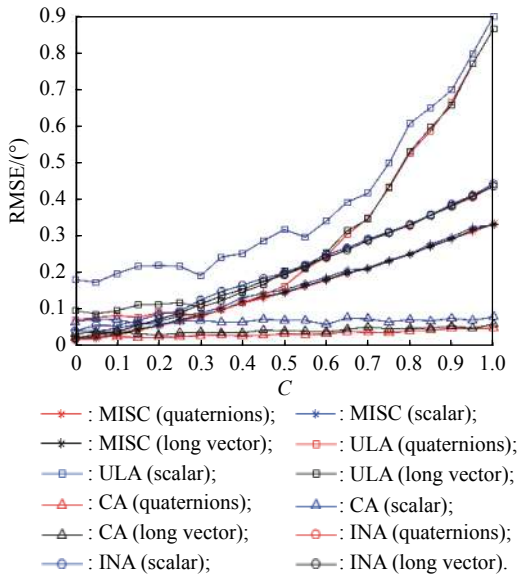 0.9
0.8
0.7
0.6
0.5
0.4
0.3
0.2
0.1
0
RMSE/(°)
0 0.1 0.2 0.3 0.4 0.5 0.6 0.7 0.8 0.9 1.0
C
: MISC (quaternions); : MISC (scalar);
: MISC (long vector); : ULA (quaternions);
: ULA (scalar); : ULA (long vector);
: CA (quaternions); : CA (scalar);
: CA (long vector); : INA (quaternions);
: INA (scalar); : INA (long vector).